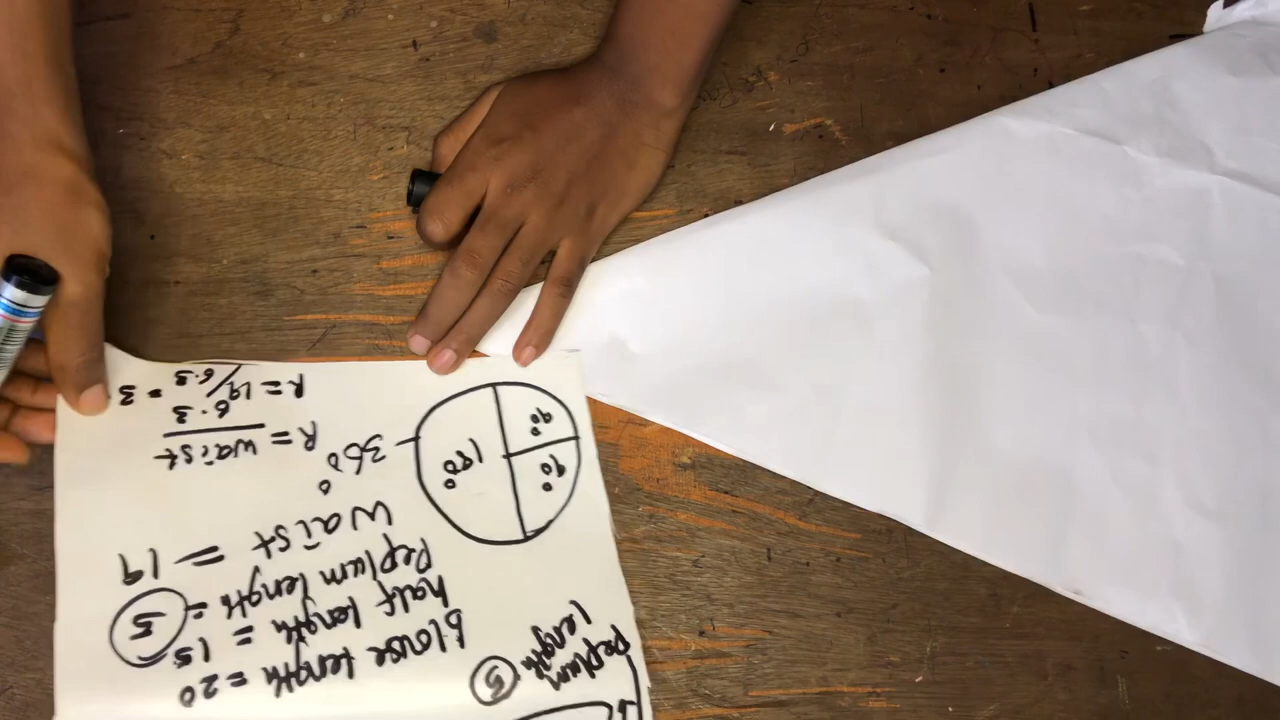 Peplum
length
5
blouse length = 20
half length = 15
Peplum length = 5
Waist = 19
360°
180°
90°
90°
R = waist
6.3
R = 19/6.3 = 3